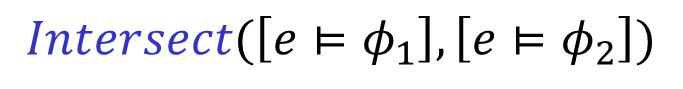 Intersect([e ⊨ ϕ₁], [e ⊨ ϕ₂])